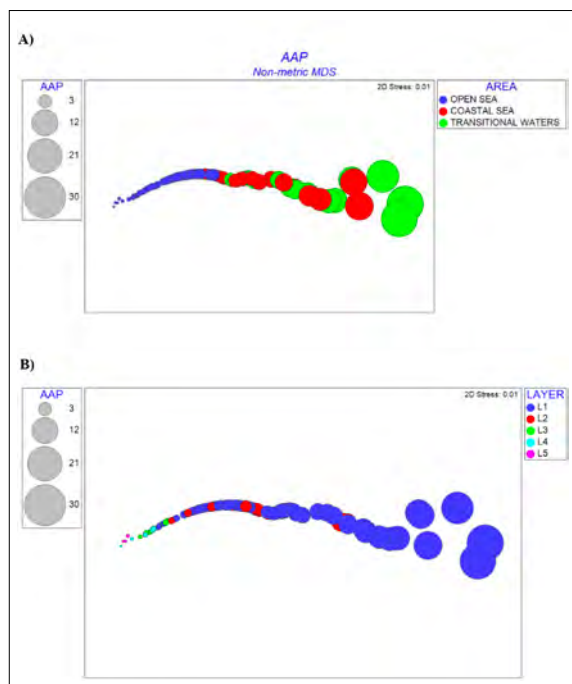 A)
AAP
Non-metric MDS
AAP
3
12
21
30
2D Stress: 0.01
AREA
OPEN SEA
COASTAL SEA
TRANSITIONAL WATERS
B)
AAP
3
12
21
30
2D Stress: 0.01
LAYER
L1
L2
L3
L4
L5